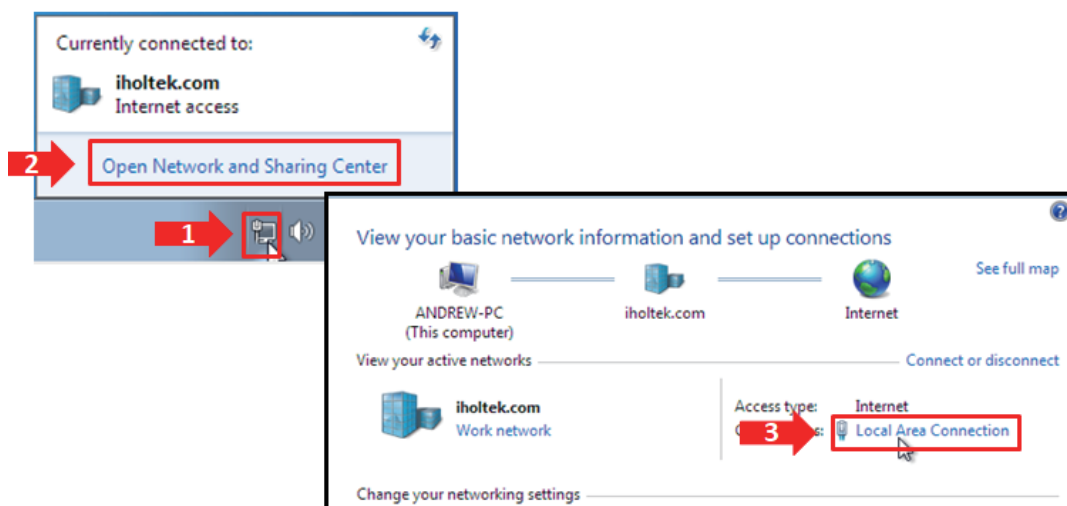 Currently connected to:
iholtek.com
Internet access
2
Open Network and Sharing Center
1
View your basic network information and set up connections
See full map
ANDREW-PC
(This computer)
iholtek.com
Internet
View your active networks
Connect or disconnect
iholtek.com
Work network
Access type: Internet
3
Local Area Connection
Change your networking settings